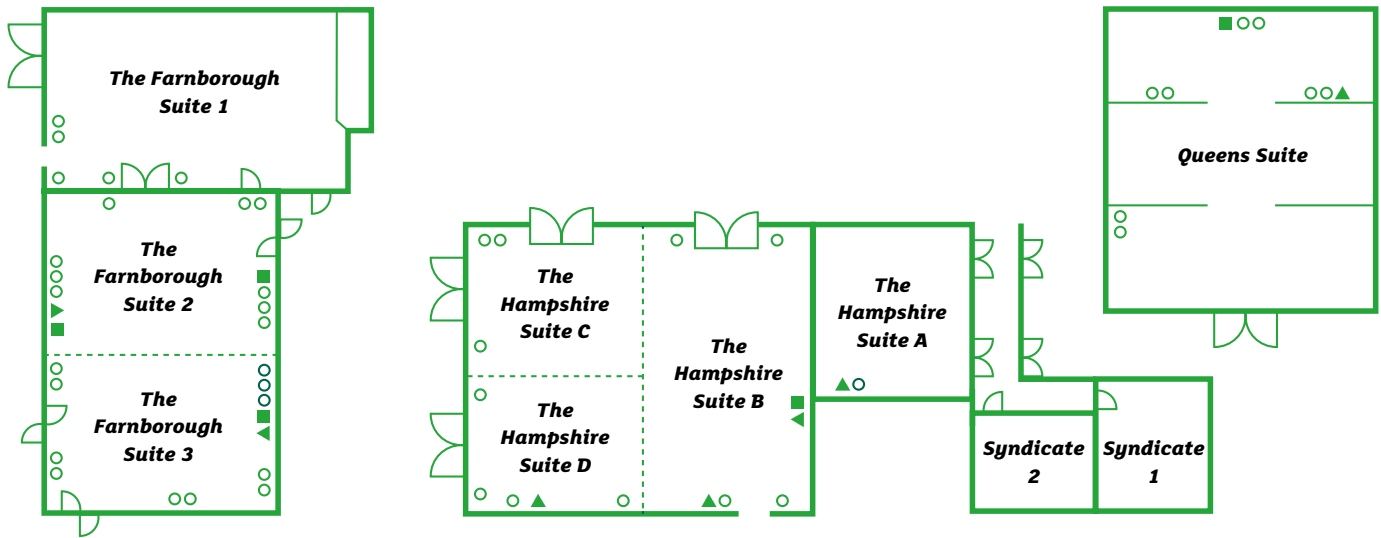 The Farnborough
Suite 1
The
Farnborough
Suite 2
The
Farnborough
Suite 3
The
Hampshire
Suite C
The
Hampshire
Suite D
The
Hampshire
Suite B
The
Hampshire
Suite A
Syndicate
2
Syndicate
1
Queens Suite